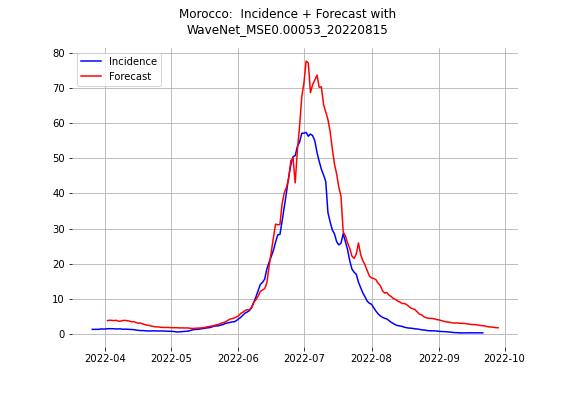 Morocco: Incidence + Forecast with
WaveNet_MSE0.00053_20220815
Incidence
Forecast
80
70
60
50
40
30
20
10
0
2022-04 2022-05 2022-06 2022-07 2022-08 2022-09 2022-10